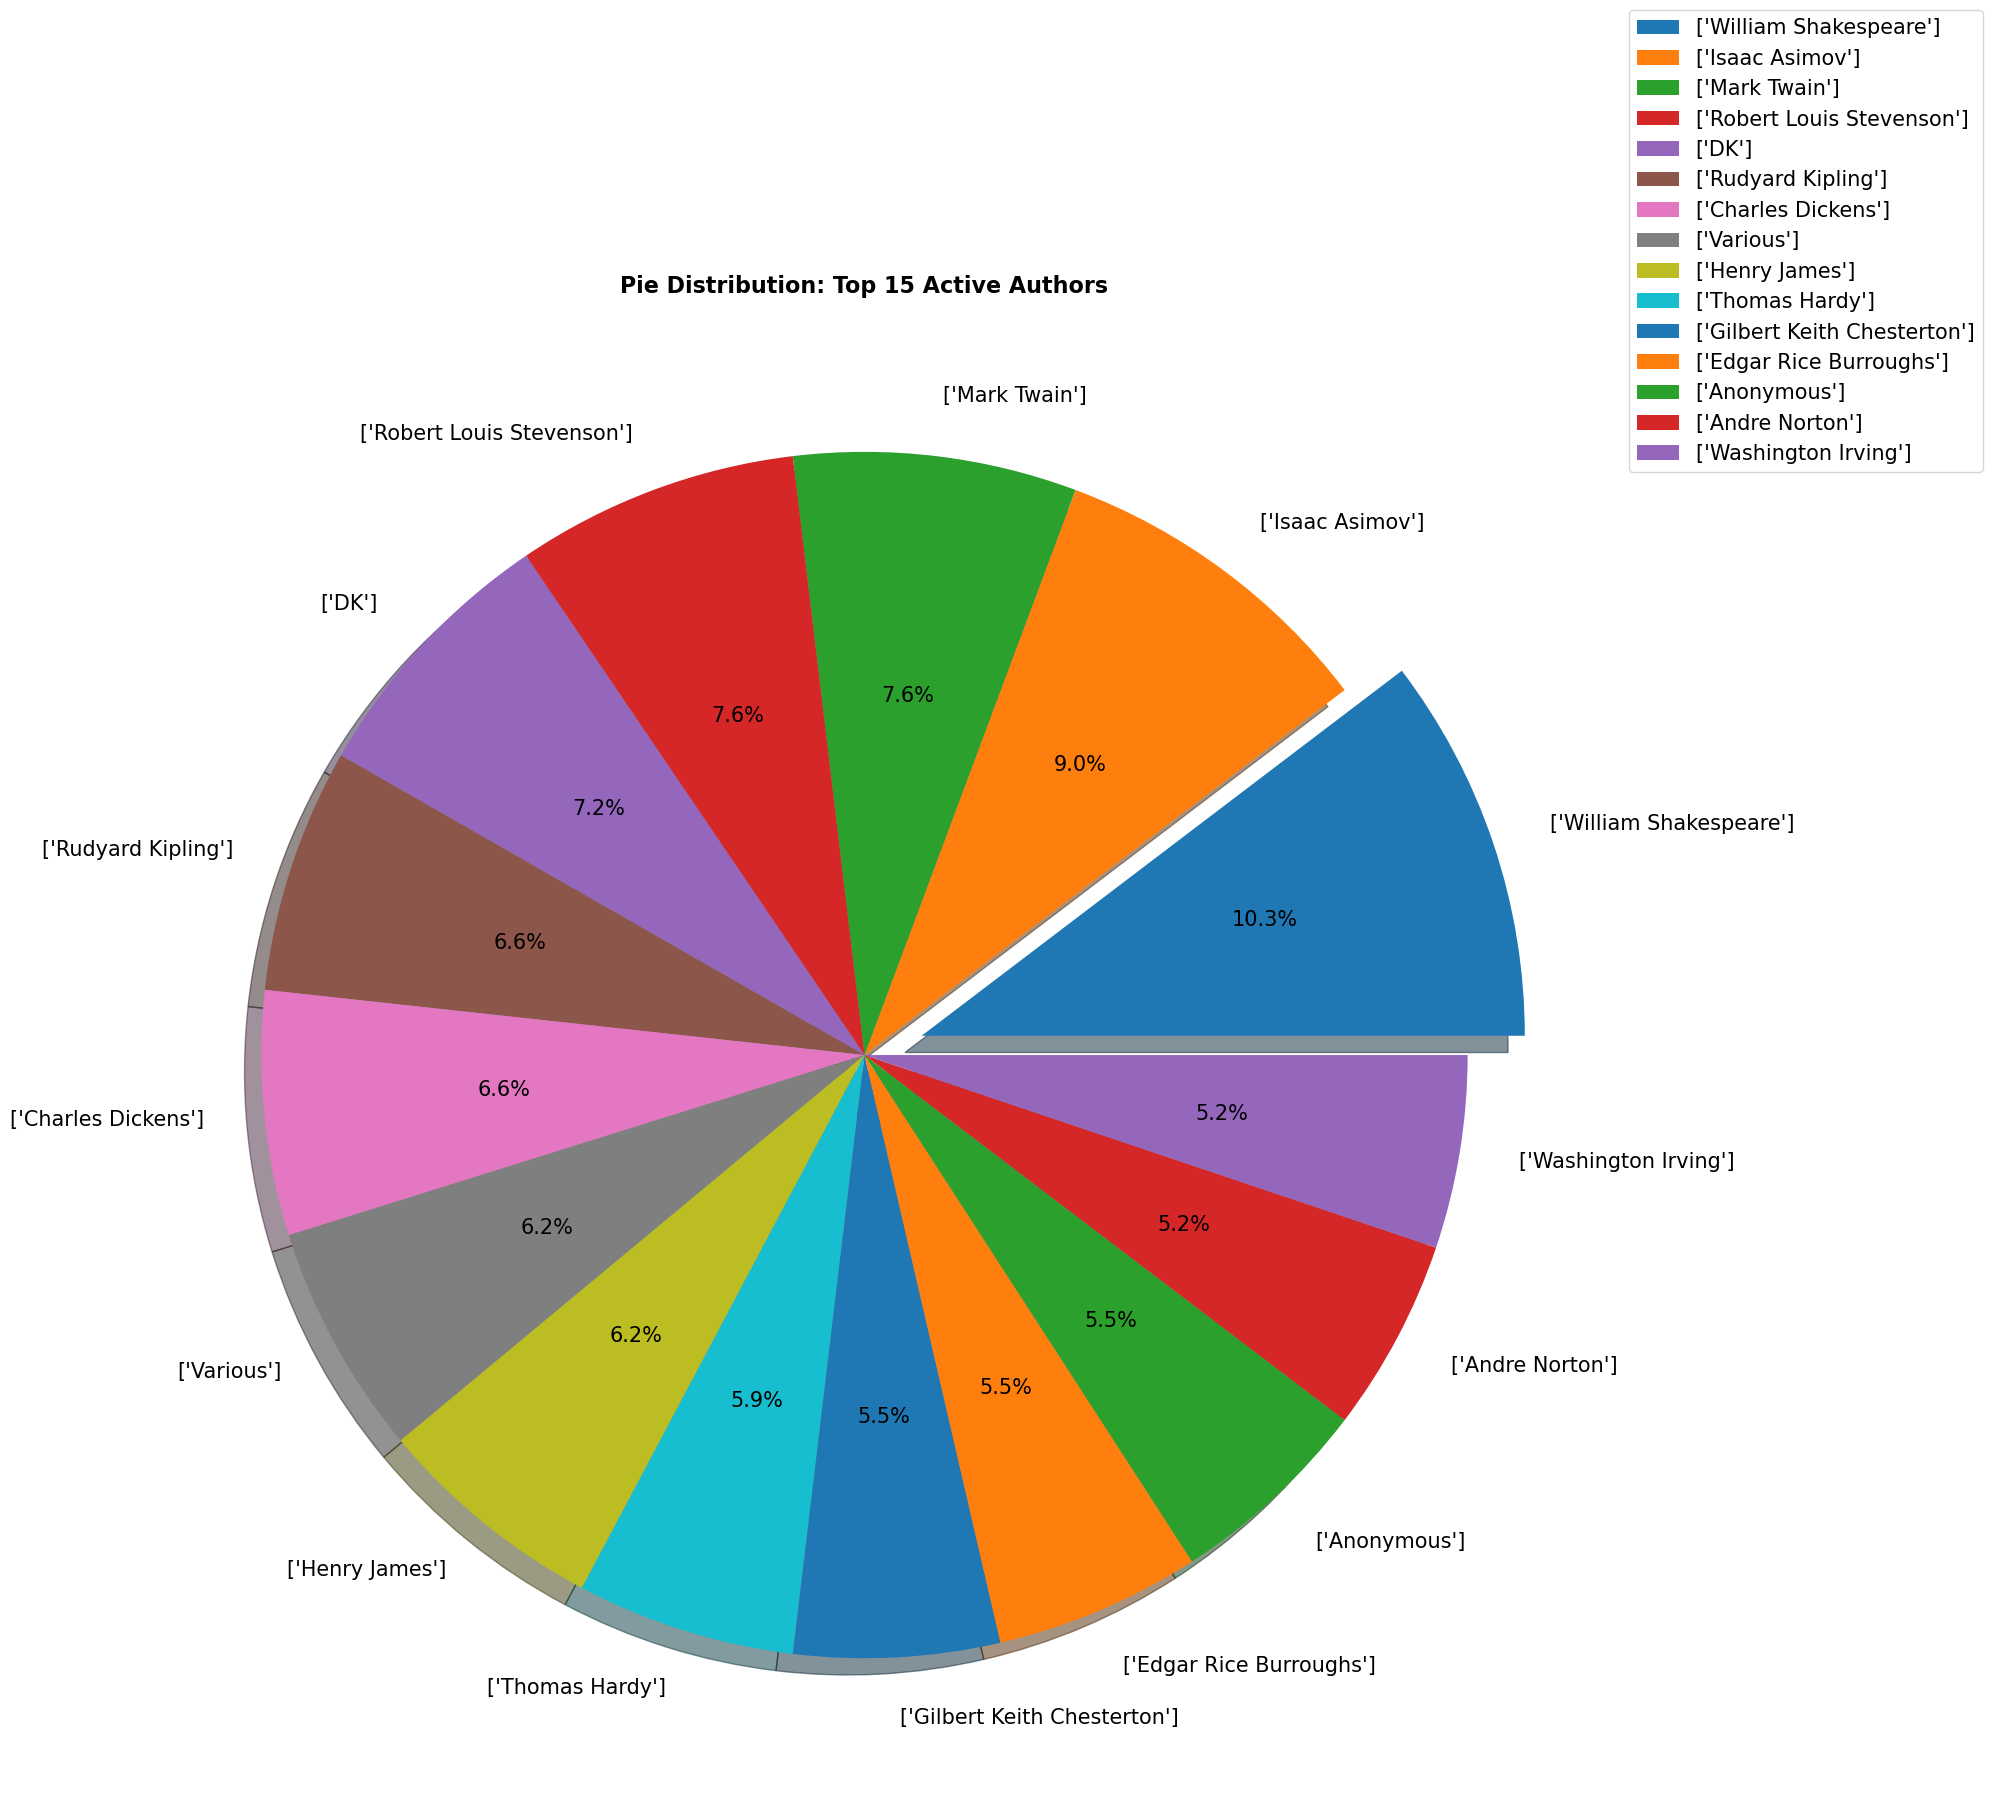 ['William Shakespeare']
['Isaac Asimov']
['Mark Twain']
['Robert Louis Stevenson']
['DK']
['Rudyard Kipling']
['Charles Dickens']
['Various']
['Henry James']
['Thomas Hardy']
['Gilbert Keith Chesterton']
['Edgar Rice Burroughs']
['Anonymous']
['Andre Norton']
['Washington Irving']
Pie Distribution: Top 15 Active Authors
['William Shakespeare']
10.3%
['Isaac Asimov']
9.0%
['Mark Twain']
7.6%
['Robert Louis Stevenson']
7.6%
['DK']
7.2%
['Rudyard Kipling']
6.6%
['Charles Dickens']
6.6%
['Various']
6.2%
['Henry James']
6.2%
['Thomas Hardy']
5.9%
['Gilbert Keith Chesterton']
5.5%
['Edgar Rice Burroughs']
5.5%
['Anonymous']
5.5%
['Andre Norton']
5.2%
['Washington Irving']
5.2%